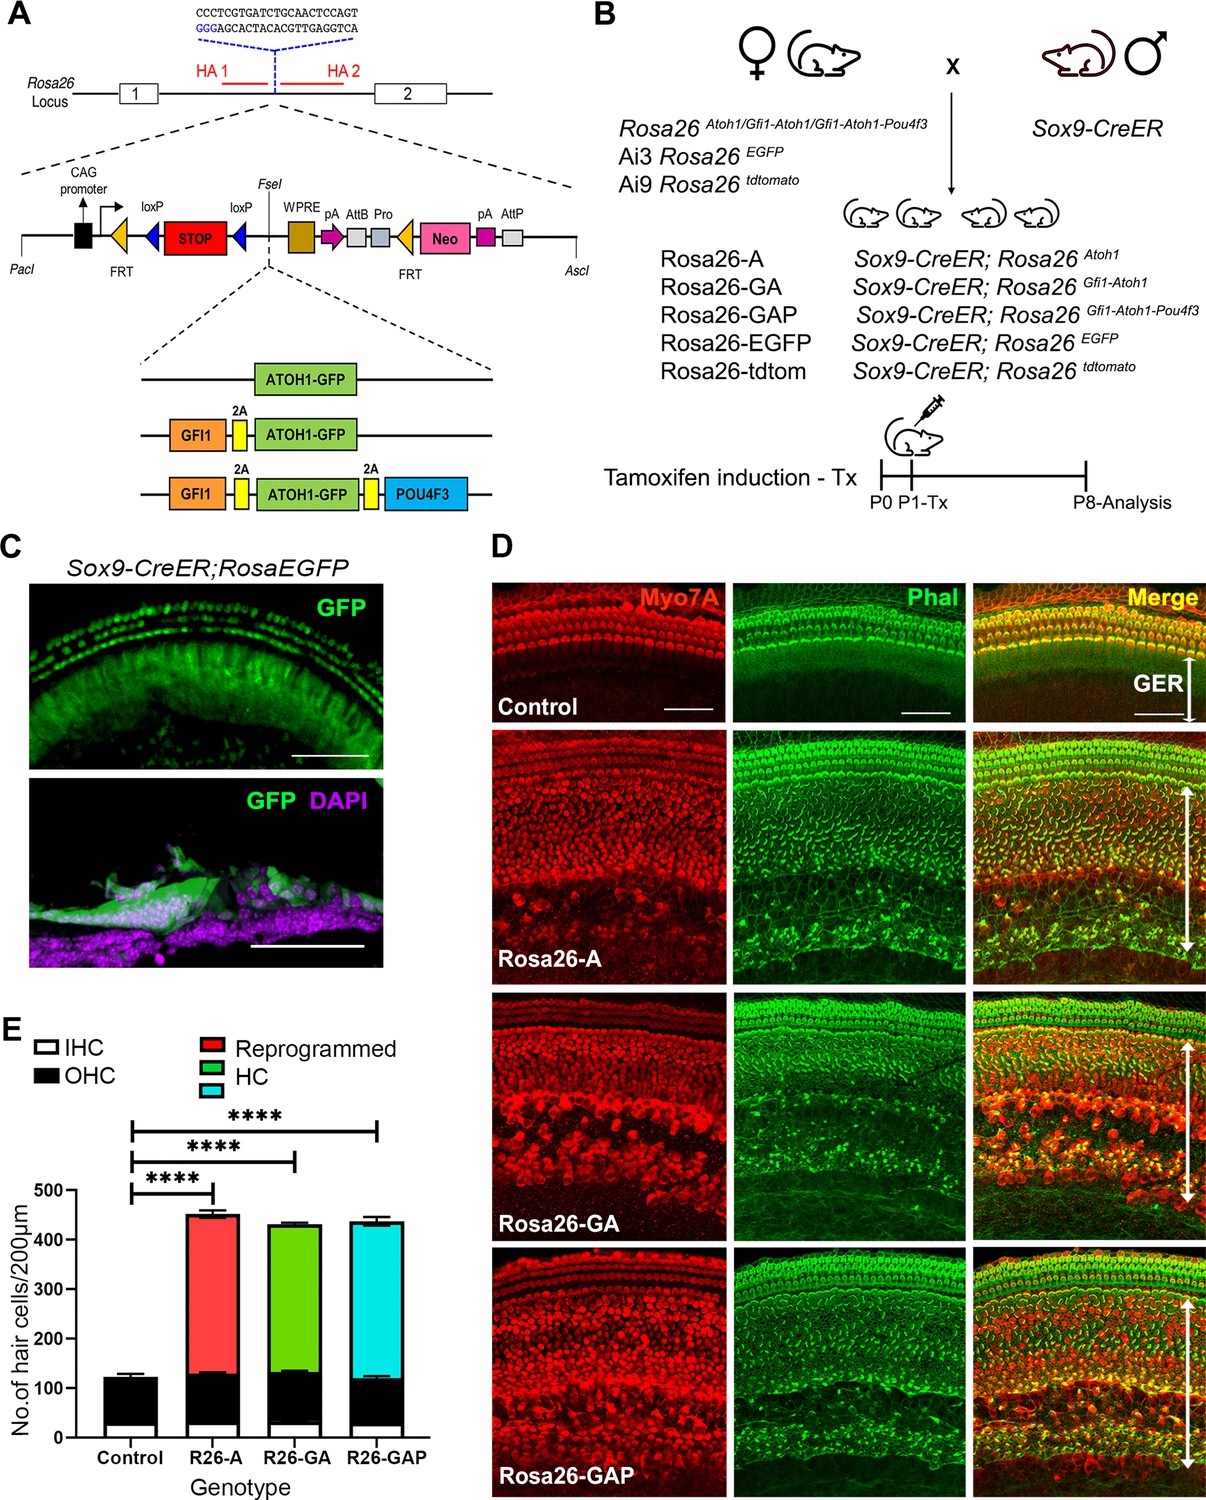 A
CCCTCGTGATCTGCAACTCCAGT
GGGAGCACTACACGTTGAGGTCA
HA 1
HA 2
Rosa26
Locus
1
2
CAG
promoter
loxP
loxP
FseI
WPRE
pA
AttB
Pro
pA
AttP
STOP
Neo
PacI
FRT
FRT
AscI
ATOH1-GFP
2A
GFI1
ATOH1-GFP
2A
2A
GFI1
ATOH1-GFP
POU4F3
B
X
Rosa26 Atoh1/Gfi1-Atoh1/Gfi1-Atoh1-Pou4f3
Ai3 Rosa26 EGFP
Ai9 Rosa26 tdtomato
Sox9-CreER
Rosa26-A Sox9-CreER; Rosa26 Atoh1
Rosa26-GA Sox9-CreER; Rosa26 Gfi1-Atoh1
Rosa26-GAP Sox9-CreER; Rosa26 Gfi1-Atoh1-Pou4f3
Rosa26-EGFP Sox9-CreER; Rosa26 EGFP
Rosa26-tdtom Sox9-CreER; Rosa26 tdtomato
Tamoxifen induction - Tx
P0 P1-Tx
P8-Analysis
C
Sox9-CreER;RosaEGFP
GFP
GFP DAPI
D
Myo7A
Phal
Merge
Control
GER
Rosa26-A
Rosa26-GA
Rosa26-GAP
E
IHC
OHC
Reprogrammed
HC
****
****
****
No.of hair cells/200µm
500
400
300
200
100
0
Control
R26-A
R26-GA
R26-GAP
Genotype